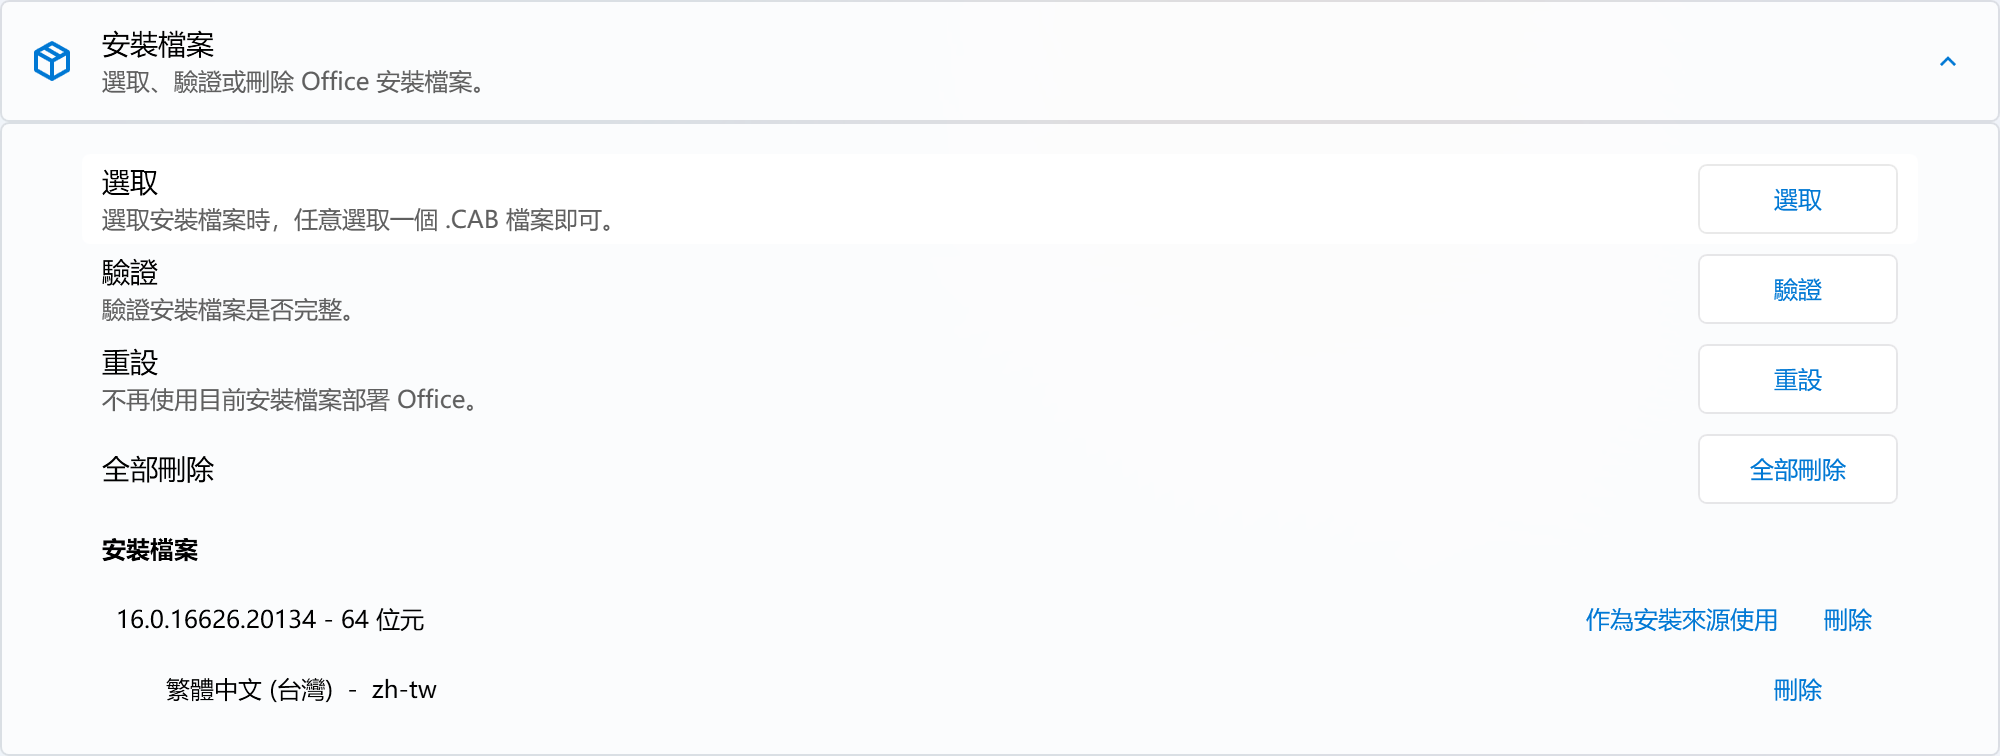 安裝檔案
選取、驗證或刪除 Office 安裝檔案。
選取
選取安裝檔案時，任意選取一個 .CAB 檔案即可。
選取
驗證
驗證安裝檔案是否完整。
驗證
重設
不再使用目前安裝檔案部署 Office。
重設
全部刪除
全部刪除
安裝檔案
16.0.16626.20134 - 64 位元
作為安裝來源使用
刪除
繁體中文 (台灣) - zh-tw
刪除